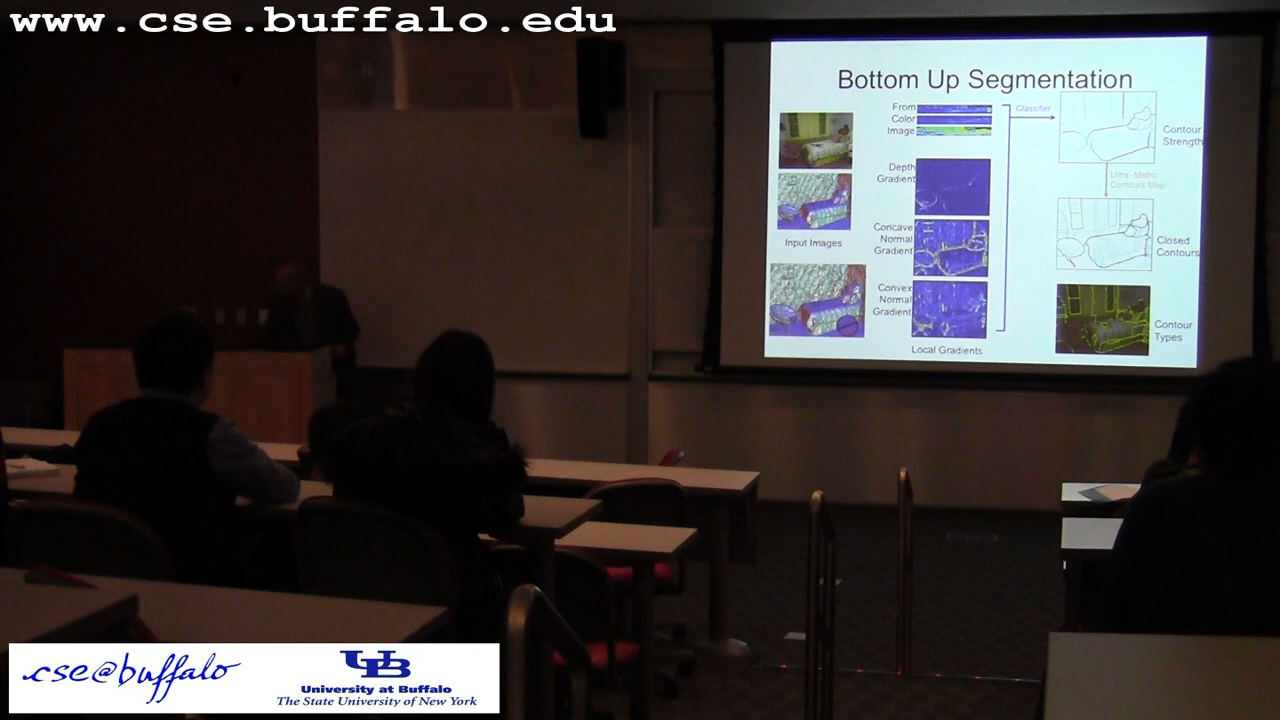 www.cse.buffalo.edu
Bottom Up Segmentation
From
Color
Image
Classifier
Contour
Strength
Depth
Gradient
Ultra-Metric
Contours Map
Input Images
Concave
Normal
Gradient
Closed
Contours
Convex
Normal
Gradient
Contour
Types
Local Gradients
cse@buffalo
UB
University at Buffalo
The State University of New York